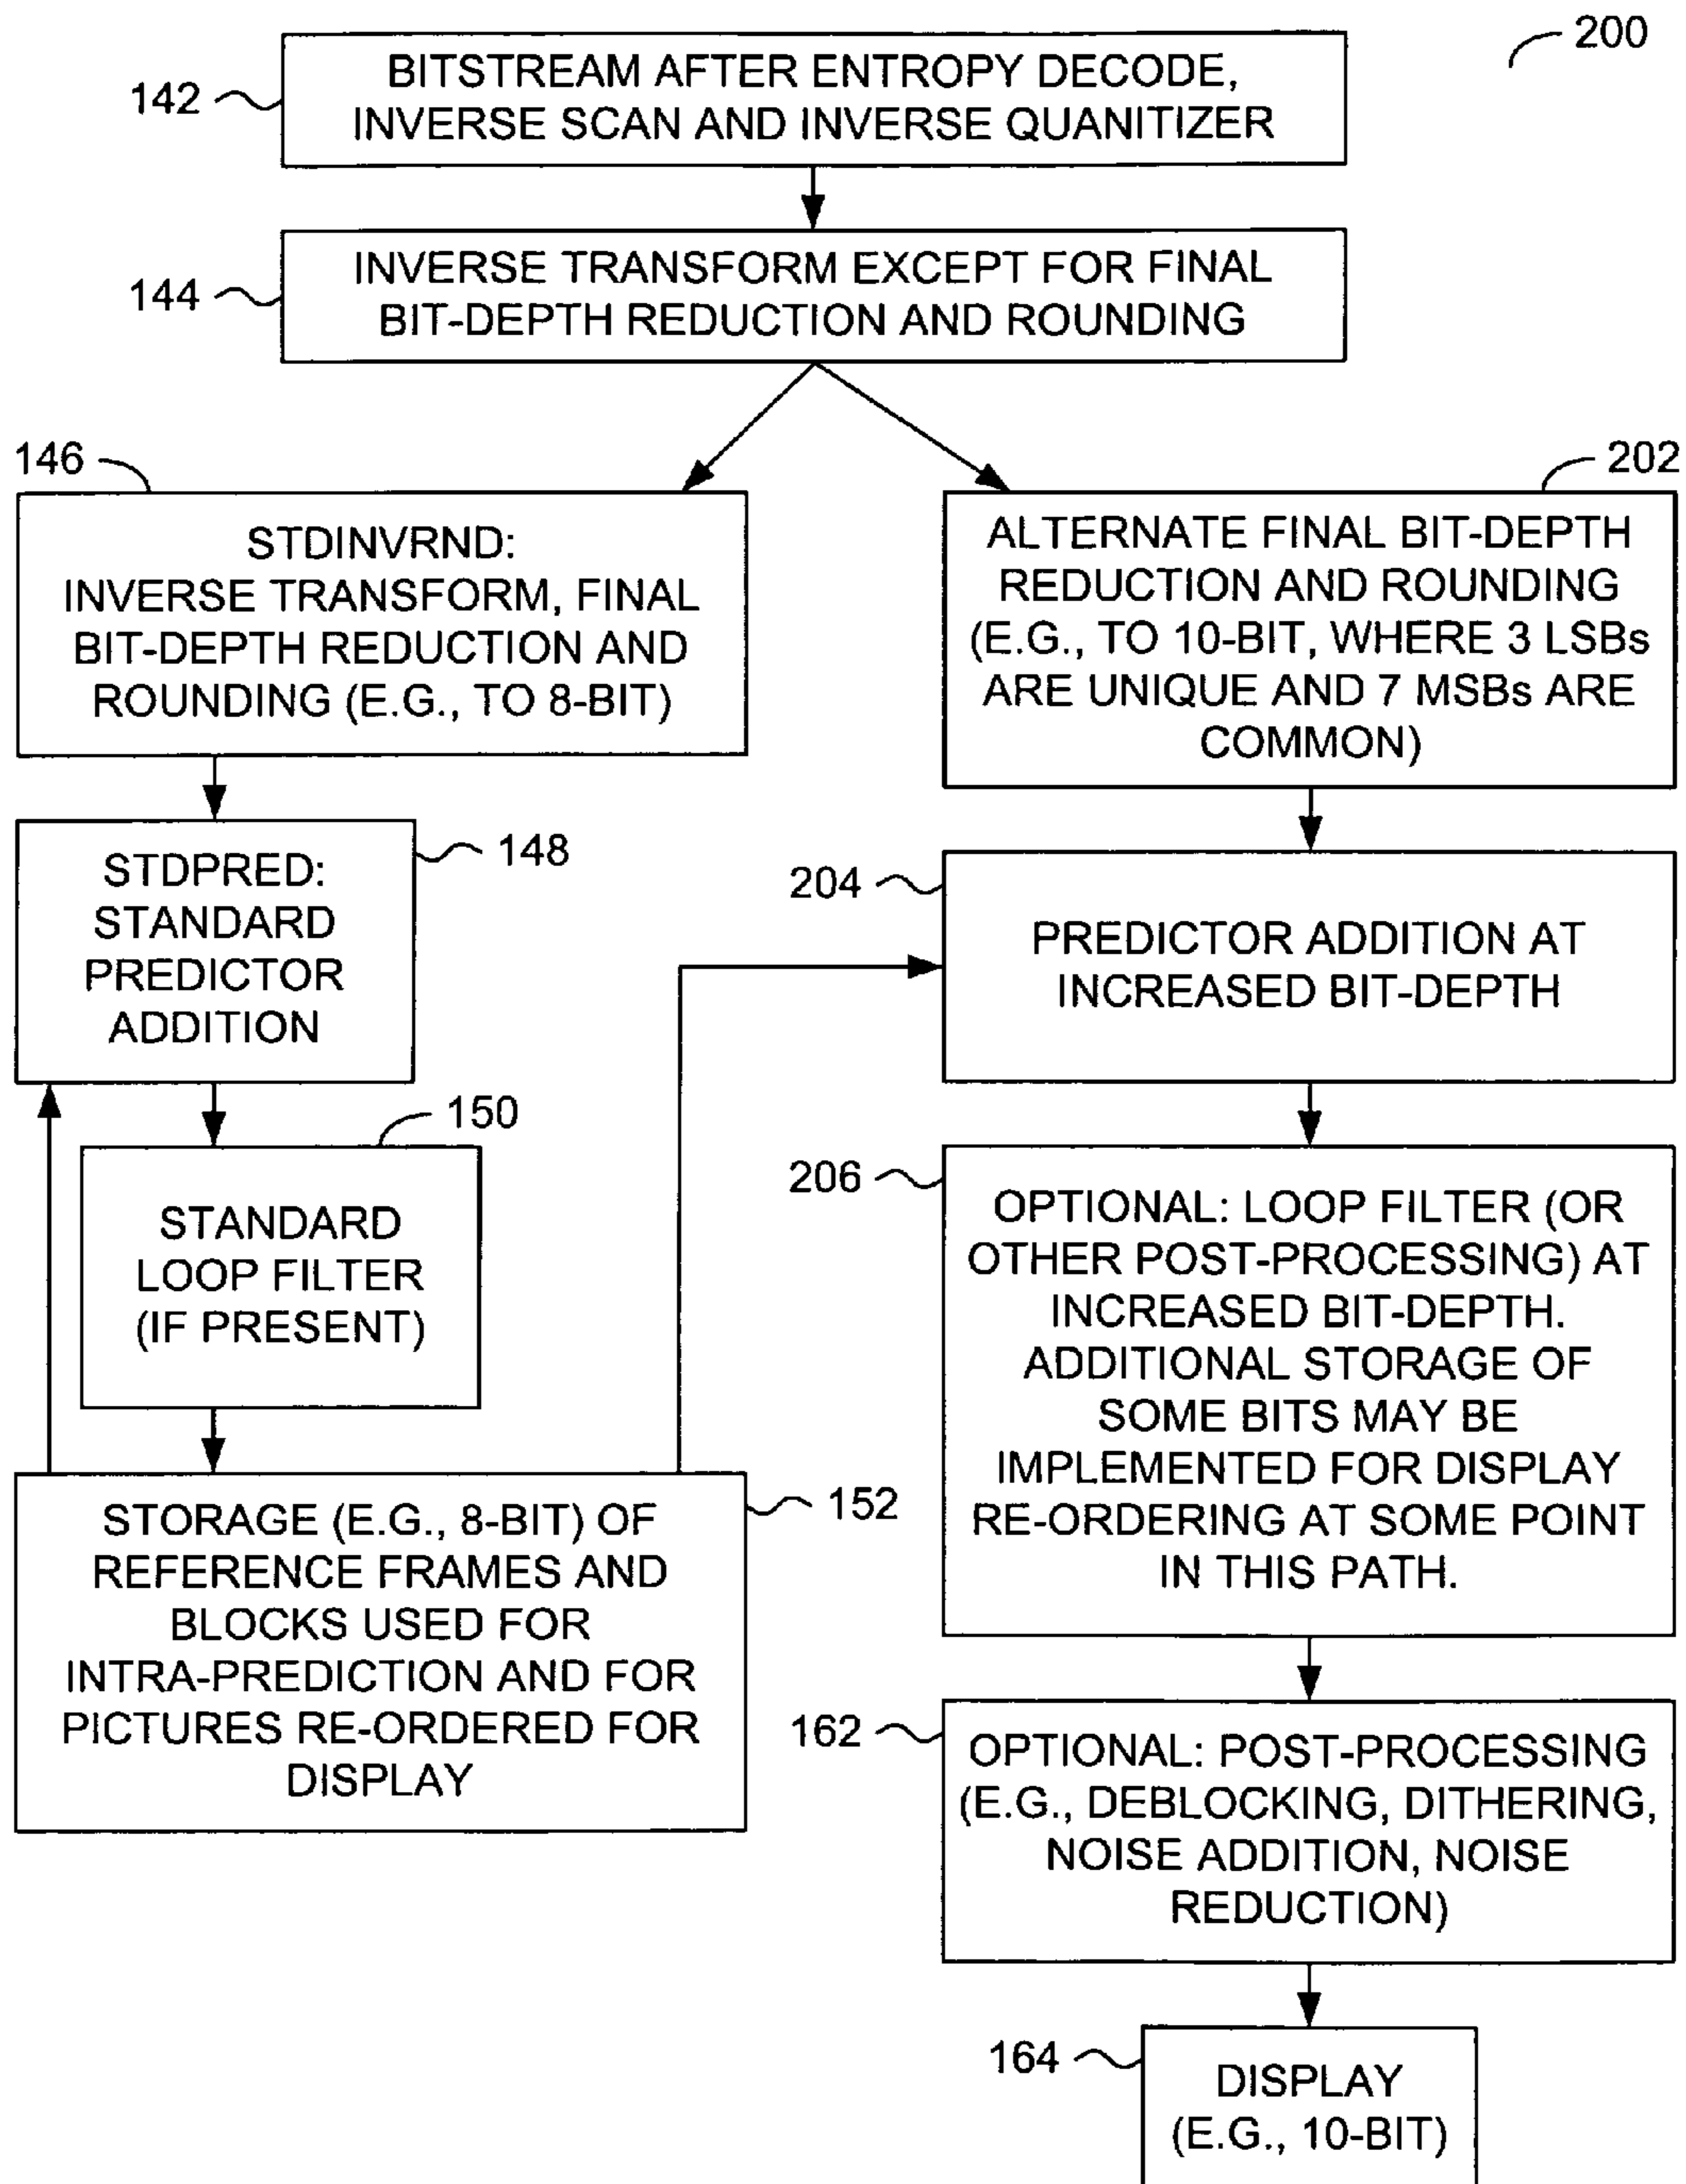 200
142
BITSTREAM AFTER ENTROPY DECODE,
INVERSE SCAN AND INVERSE QUANITIZER
144
INVERSE TRANSFORM EXCEPT FOR FINAL
BIT-DEPTH REDUCTION AND ROUNDING
146
STDINVRND:
INVERSE TRANSFORM, FINAL
BIT-DEPTH REDUCTION AND
ROUNDING (E.G., TO 8-BIT)
202
ALTERNATE FINAL BIT-DEPTH
REDUCTION AND ROUNDING
(E.G., TO 10-BIT, WHERE 3 LSBs
ARE UNIQUE AND 7 MSBs ARE
COMMON)
148
STDPRED:
STANDARD
PREDICTOR
ADDITION
204
PREDICTOR ADDITION AT
INCREASED BIT-DEPTH
150
STANDARD
LOOP FILTER
(IF PRESENT)
206
OPTIONAL: LOOP FILTER (OR
OTHER POST-PROCESSING) AT
INCREASED BIT-DEPTH.
ADDITIONAL STORAGE OF
SOME BITS MAY BE
IMPLEMENTED FOR DISPLAY
RE-ORDERING AT SOME POINT
IN THIS PATH.
152
STORAGE (E.G., 8-BIT) OF
REFERENCE FRAMES AND
BLOCKS USED FOR
INTRA-PREDICTION AND FOR
PICTURES RE-ORDERED FOR
DISPLAY
162
OPTIONAL: POST-PROCESSING
(E.G., DEBLOCKING, DITHERING,
NOISE ADDITION, NOISE
REDUCTION)
164
DISPLAY
(E.G., 10-BIT)